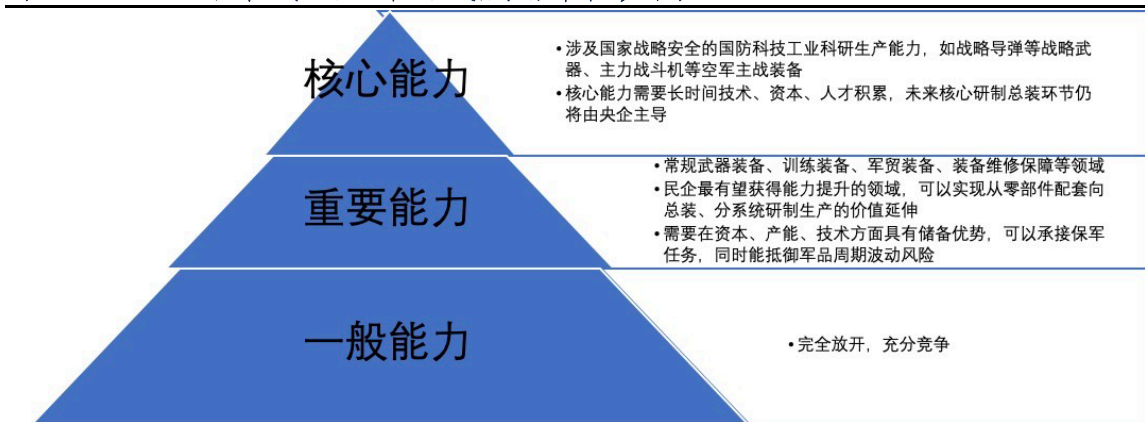 核心能力
•涉及国家战略安全的国防科技工业科研生产能力，如战略导弹等战略武
器、主力战斗机等空军主战装备
•核心能力需要长时间技术、资本、人才积累，未来核心研制总装环节仍
将由央企主导
重要能力
•常规武器装备、训练装备、军贸装备、装备维修保障等领域
•民企最有望获得能力提升的领域，可以实现从零部件配套向
总装、分系统研制生产的价值延伸
•需要在资本、产能、技术方面具有储备优势，可以承接保军
任务，同时能抵御军品周期波动风险
一般能力
•完全放开，充分竞争